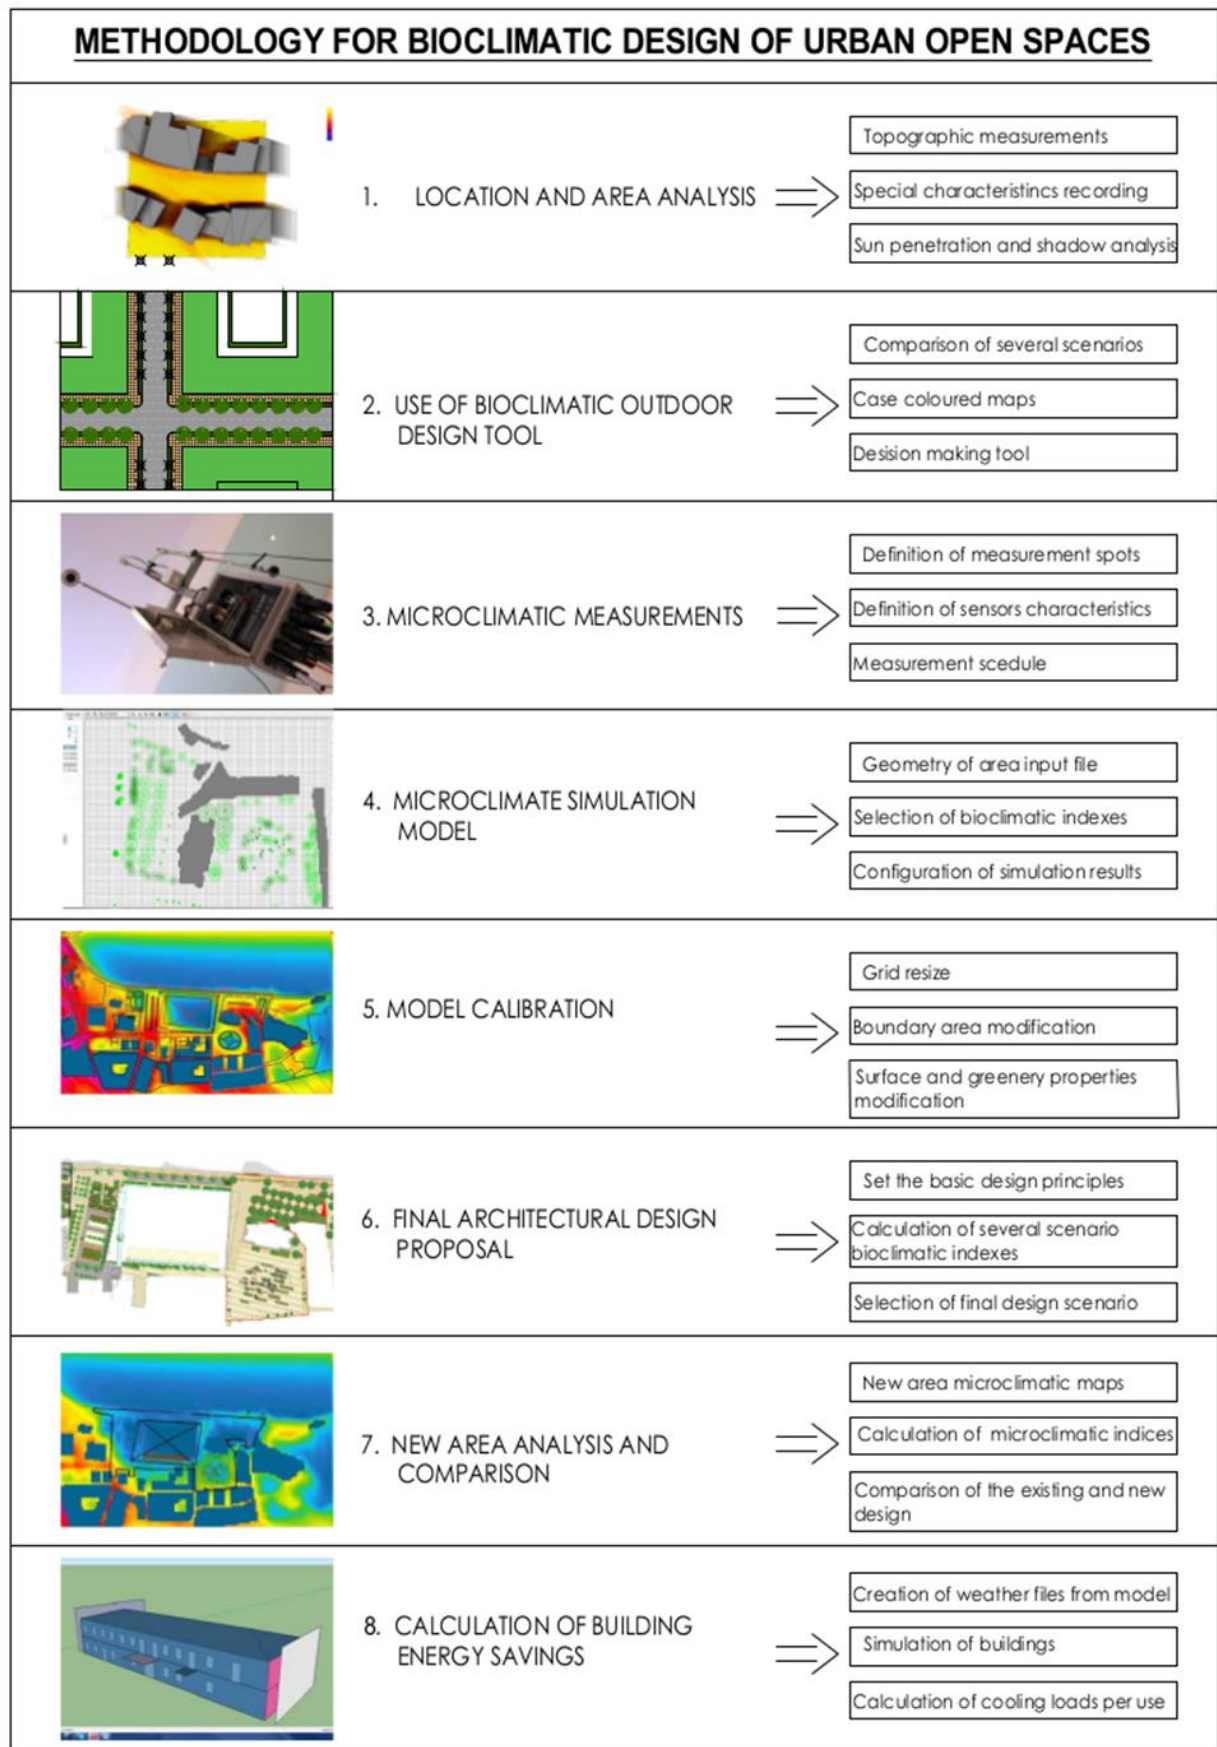 METHODOLOGY FOR BIOCLIMATIC DESIGN OF URBAN OPEN SPACES
1. LOCATION AND AREA ANALYSIS
Topographic measurements
Special characteristincs recording
Sun penetration and shadow analysis
2. USE OF BIOCLIMATIC OUTDOOR
DESIGN TOOL
Comparison of several scenarios
Case coloured maps
Desision making tool
3. MICROCLIMATIC MEASUREMENTS
Definition of measurement spots
Definition of sensors characteristics
Measurement scedule
4. MICROCLIMATE SIMULATION
MODEL
Geometry of area input file
Selection of bioclimatic indexes
Configuration of simulation results
5. MODEL CALIBRATION
Grid resize
Boundary area modification
Surface and greenery properties
modification
6. FINAL ARCHITECTURAL DESIGN
PROPOSAL
Set the basic design principles
Calculation of several scenario
bioclimatic indexes
Selection of final design scenario
7. NEW AREA ANALYSIS AND
COMPARISON
New area microclimatic maps
Calculation of microclimatic indices
Comparison of the existing and new
design
8. CALCULATION OF BUILDING
ENERGY SAVINGS
Creation of weather files from model
Simulation of buildings
Calculation of cooling loads per use